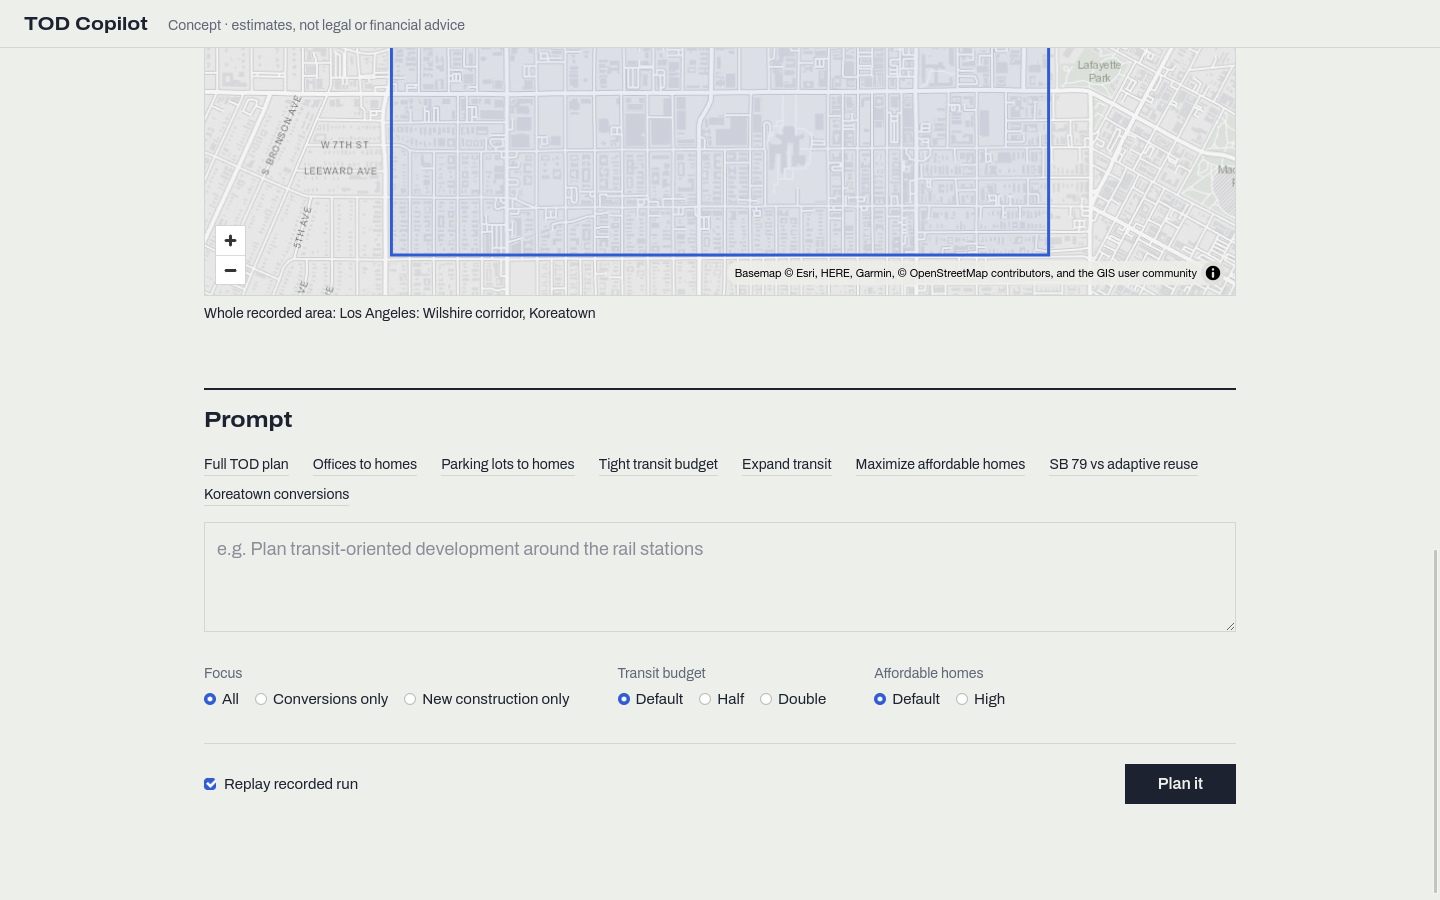 TOD Copilot
Concept · estimates, not legal or financial advice
Lafayette
Park
S BRONSON AVE
W 7TH ST
LEEWARD AVE
5TH AVE
+
−
Basemap © Esri, HERE, Garmin, © OpenStreetMap contributors, and the GIS user community
Whole recorded area: Los Angeles: Wilshire corridor, Koreatown
Prompt
Full TOD plan
Offices to homes
Parking lots to homes
Tight transit budget
Expand transit
Maximize affordable homes
SB 79 vs adaptive reuse
Koreatown conversions
e.g. Plan transit-oriented development around the rail stations
Focus
All
Conversions only
New construction only
Transit budget
Default
Half
Double
Affordable homes
Default
High
Replay recorded run
Plan it